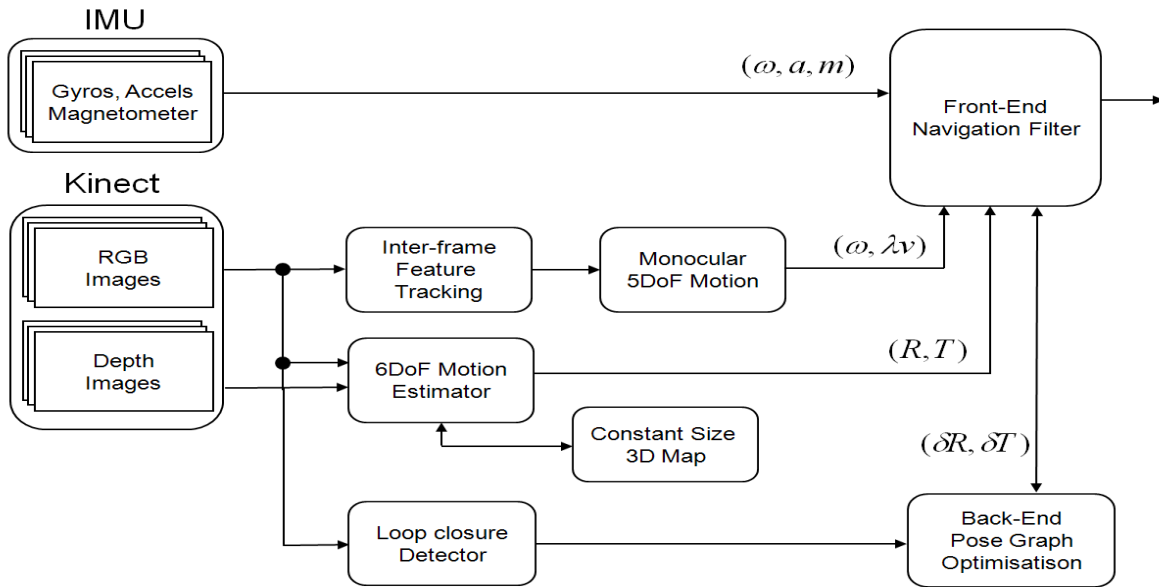 IMU
Gyros, Accels
Magnetometer
(ω, a, m)
Front-End
Navigation Filter
Kinect
RGB
Images
Inter-frame
Feature
Tracking
Monocular
5DoF Motion
(ω, λv)
Depth
Images
6DoF Motion
Estimator
(R, T)
Constant Size
3D Map
(δR, δT)
Loop closure
Detector
Back-End
Pose Graph
Optimisatison